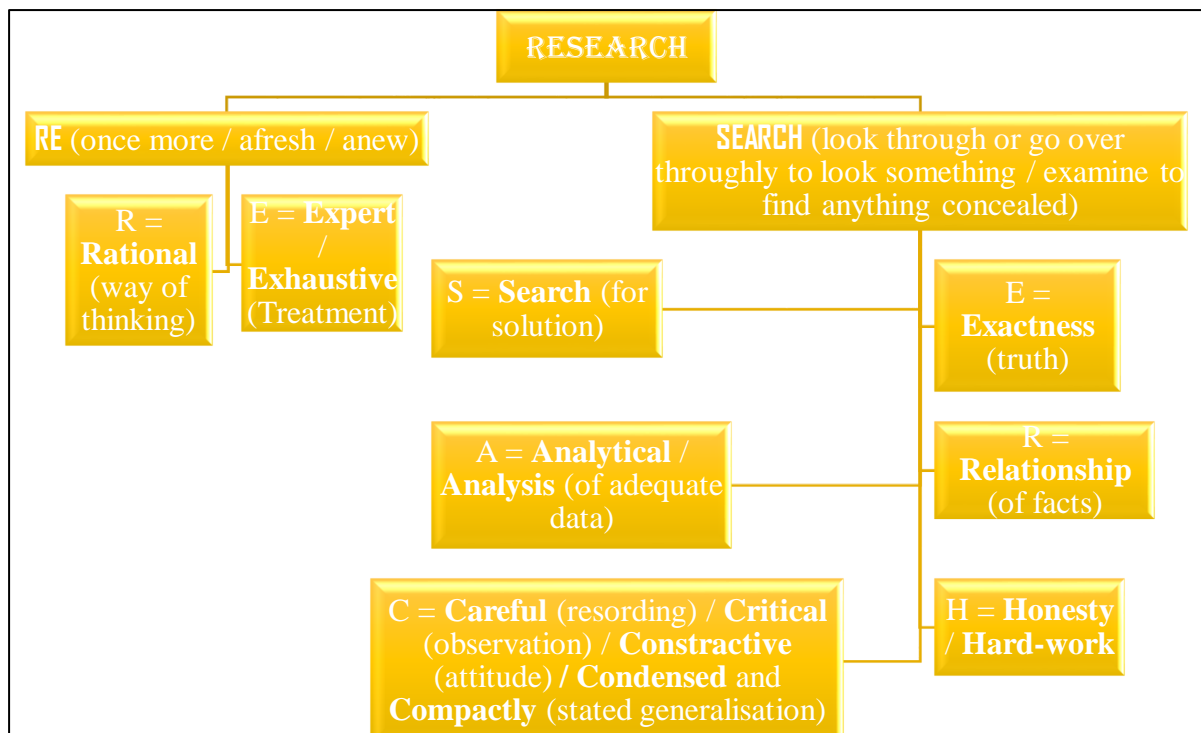 RESEARCH
RE (once more / afresh / anew)
R =
Rational
(way of
thinking)
E = Expert
/
Exhaustive
(Treatment)
SEARCH (look through or go over
throughly to look something / examine to
find anything concealed)
S = Search (for
solution)
E =
Exactness
(truth)
A = Analytical /
Analysis (of adequate
data)
R =
Relationship
(of facts)
C = Careful (resording) / Critical
(observation) / Constractive
(attitude) / Condensed and
Compactly (stated generalisation)
H = Honesty
/ Hard-work